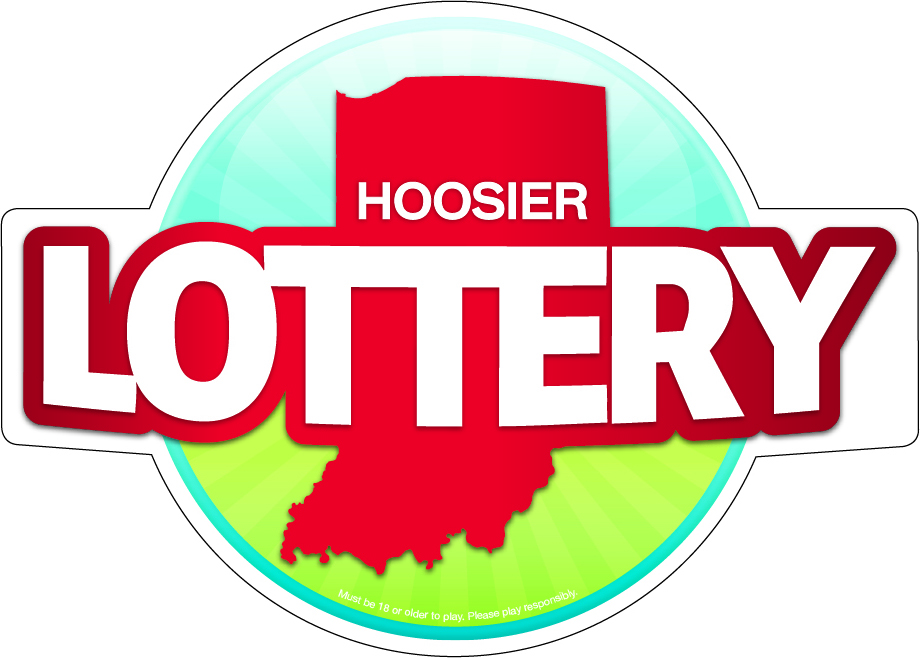 HOOSIER
LOTTERY
Must be 18 or older to play. Please play responsibly.